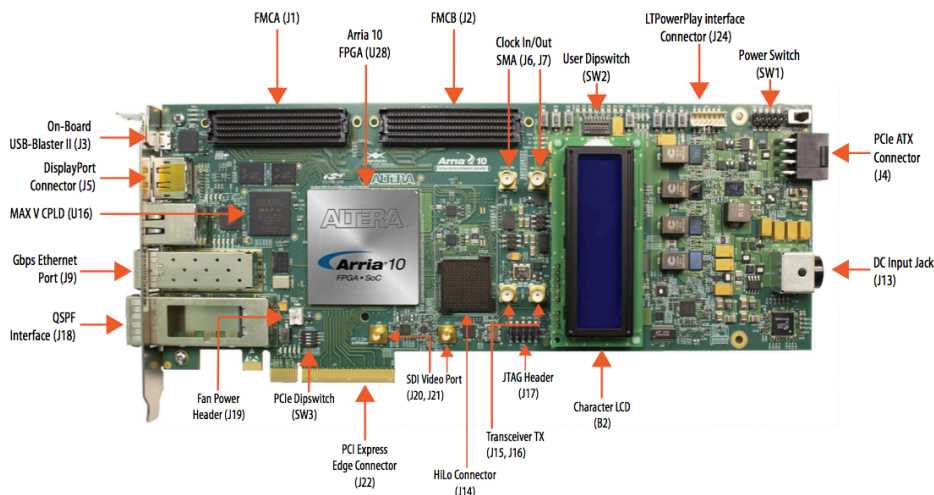 FMCA (J1)
FMCB (J2)
LTPowerPlay interface
Connector (J24)
Arria 10
FPGA (U28)
Clock In/Out
SMA (J6, J7)
User Dipswitch
(SW2)
Power Switch
(SW1)
On-Board
USB-Blaster II (J3)
DisplayPort
Connector (J5)
MAX V CPLD (U16)
Gbps Ethernet
Port (J9)
QSPF
Interface (J18)
PCIe ATX
Connector
(J4)
DC Input Jack
(J13)
Arria 10
ALTERA
ALTERA
Arria 10
FPGA • SoC
Fan Power
Header (J19)
PCIe Dipswitch
(SW3)
PCI Express
Edge Connector
(J22)
SDI Video Port
(J20, J21)
HiLo Connector
(J14)
Transceiver TX
(J15, J16)
JTAG Header
(J17)
Character LCD
(B2)